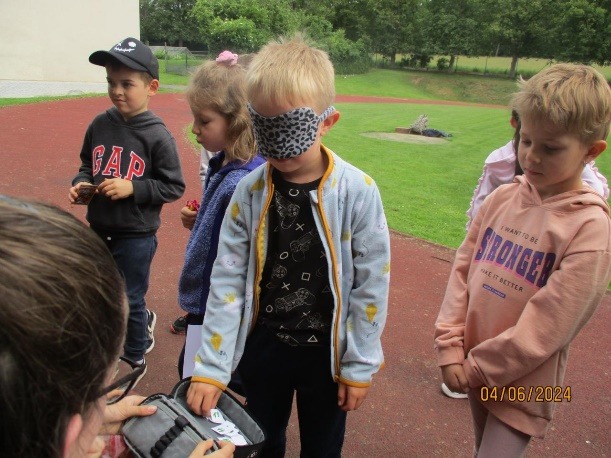 GAP
I WANT TO BE
STRONGER
MAKE IT BETTER
04/06/2024